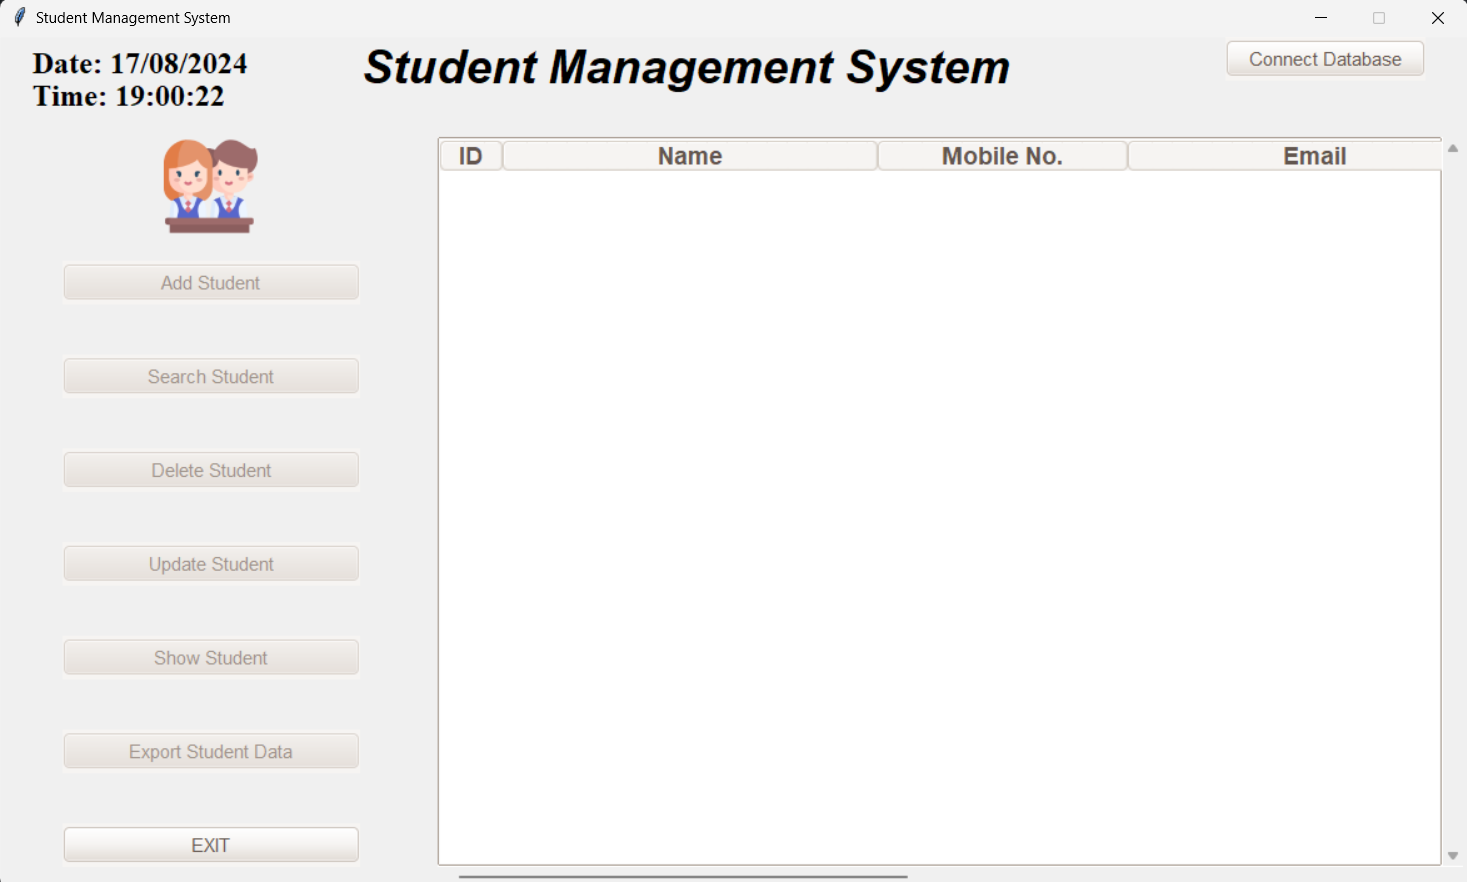 Student Management System
Date: 17/08/2024
Time: 19:00:22
Student Management System
Connect Database
ID Name Mobile No. Email
Add Student
Search Student
Delete Student
Update Student
Show Student
Export Student Data
EXIT